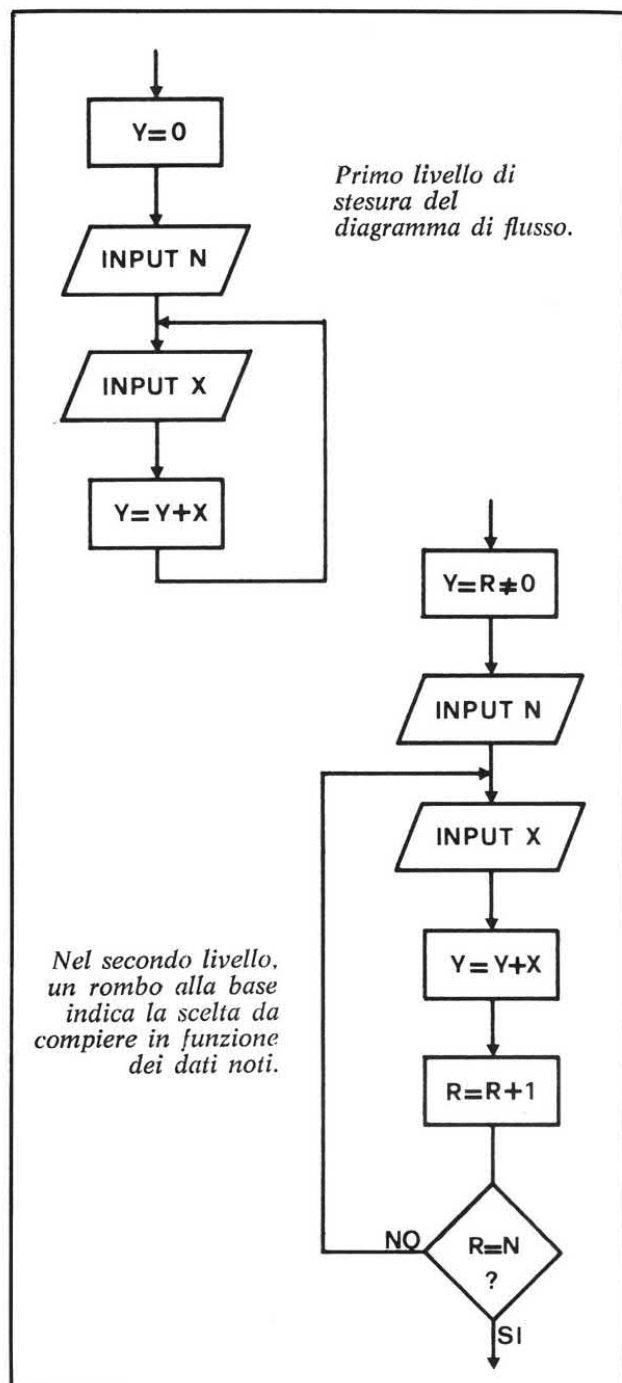 Y=0
Primo livello di
stesura del
diagramma di flusso.
INPUT N
INPUT X
Y=Y+X
Y=R≠0
INPUT N
INPUT X
Y=Y+X
Nel secondo livello,
un rombo alla base
indica la scelta da
compiere in funzione
dei dati noti.
R=R+1
NO
R=N
?
SI